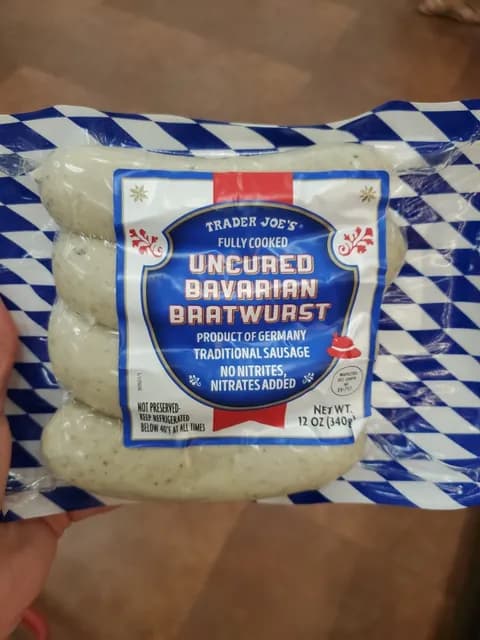 TRADER JOE'S
FULLY COOKED
UNCURED
BAVARIAN
BRATWURST
PRODUCT OF GERMANY
TRADITIONAL SAUSAGE
NO NITRITES,
NITRATES ADDED
NOT PRESERVED-
KEEP REFRIGERATED
BELOW 40°F AT ALL TIMES
NET WT.
12 OZ (340g)